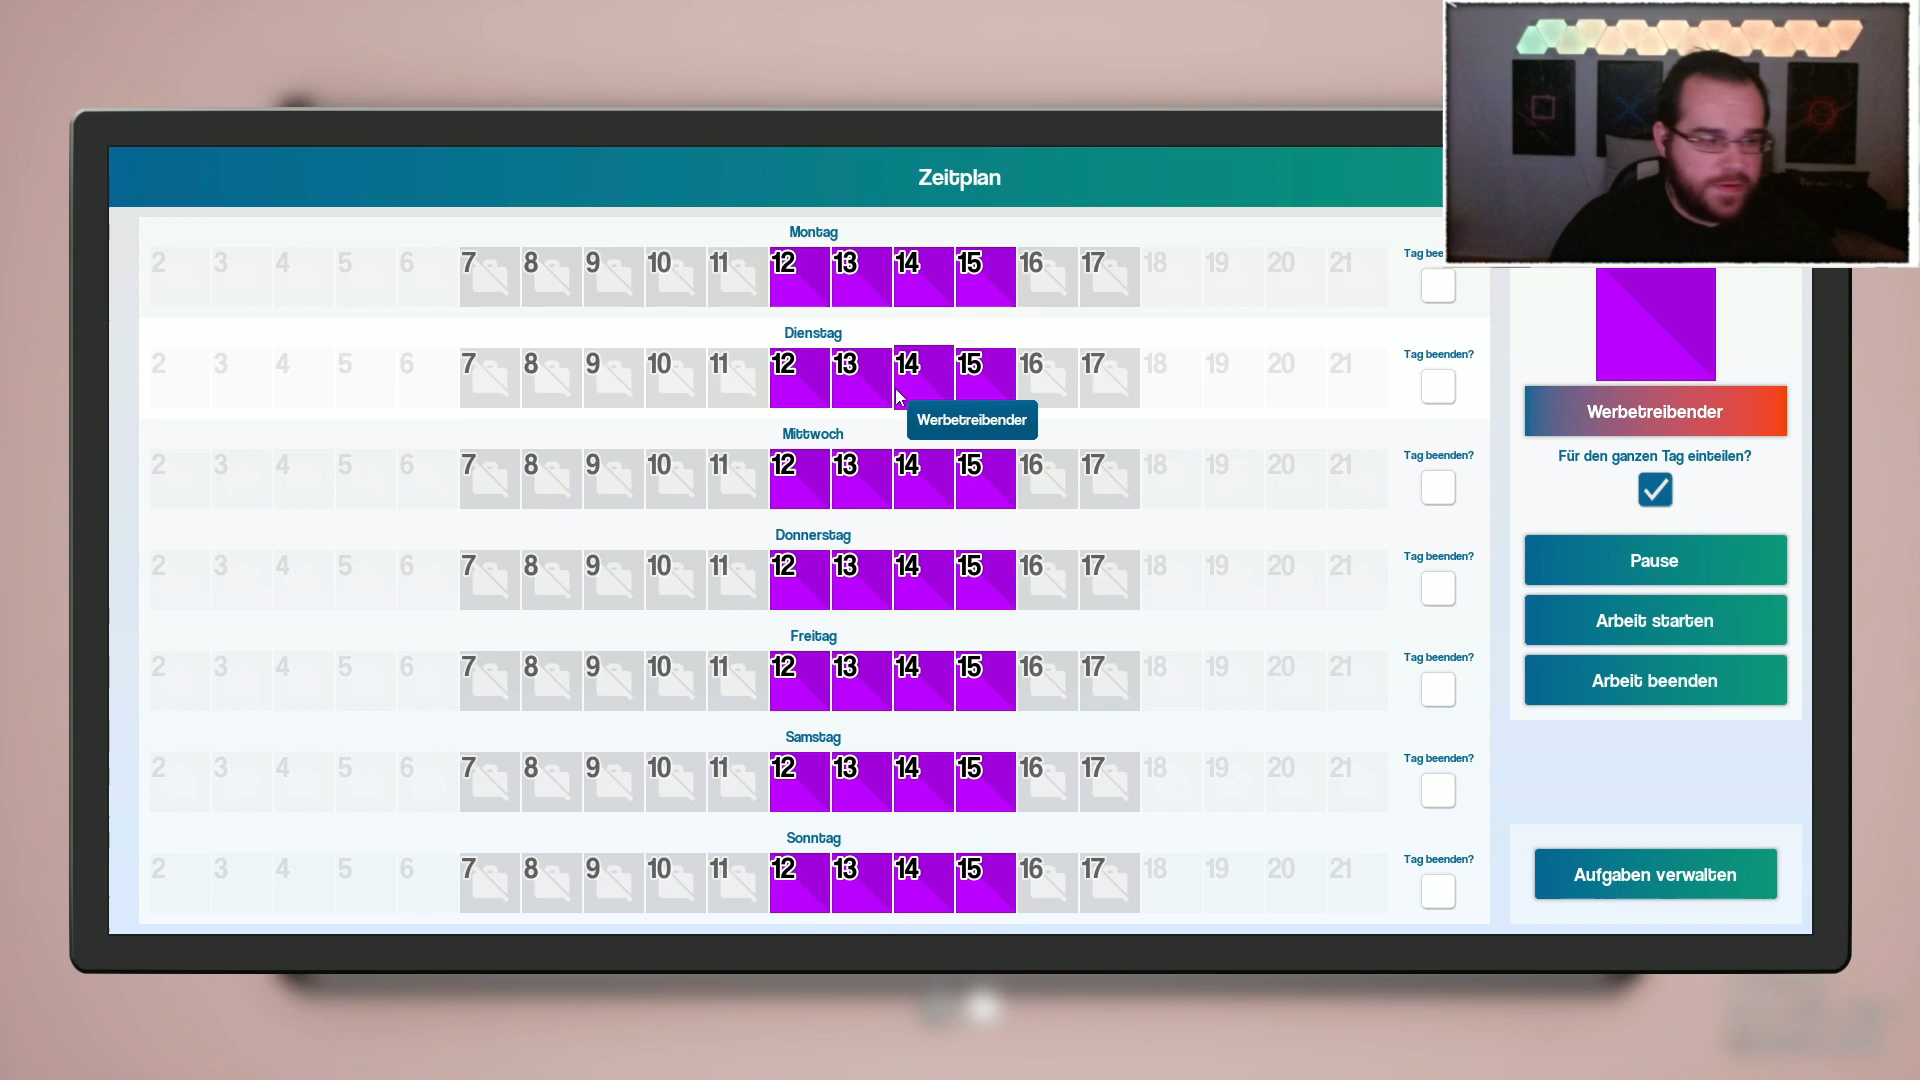 Zeitplan
Montag
2 3 4 5 6 7 8 9 10 11 12 13 14 15 16 17 18 19 20 21
Tag bee
Dienstag
2 3 4 5 6 7 8 9 10 11 12 13 14 15 16 17 18 19 20 21
Tag beenden?
Werbetreibender
Mittwoch
2 3 4 5 6 7 8 9 10 11 12 13 14 15 16 17 18 19 20 21
Tag beenden?
Donnerstag
2 3 4 5 6 7 8 9 10 11 12 13 14 15 16 17 18 19 20 21
Tag beenden?
Freitag
2 3 4 5 6 7 8 9 10 11 12 13 14 15 16 17 18 19 20 21
Tag beenden?
Samstag
2 3 4 5 6 7 8 9 10 11 12 13 14 15 16 17 18 19 20 21
Tag beenden?
Sonntag
2 3 4 5 6 7 8 9 10 11 12 13 14 15 16 17 18 19 20 21
Tag beenden?
Werbetreibender
Für den ganzen Tag einteilen?
Pause
Arbeit starten
Arbeit beenden
Aufgaben verwalten